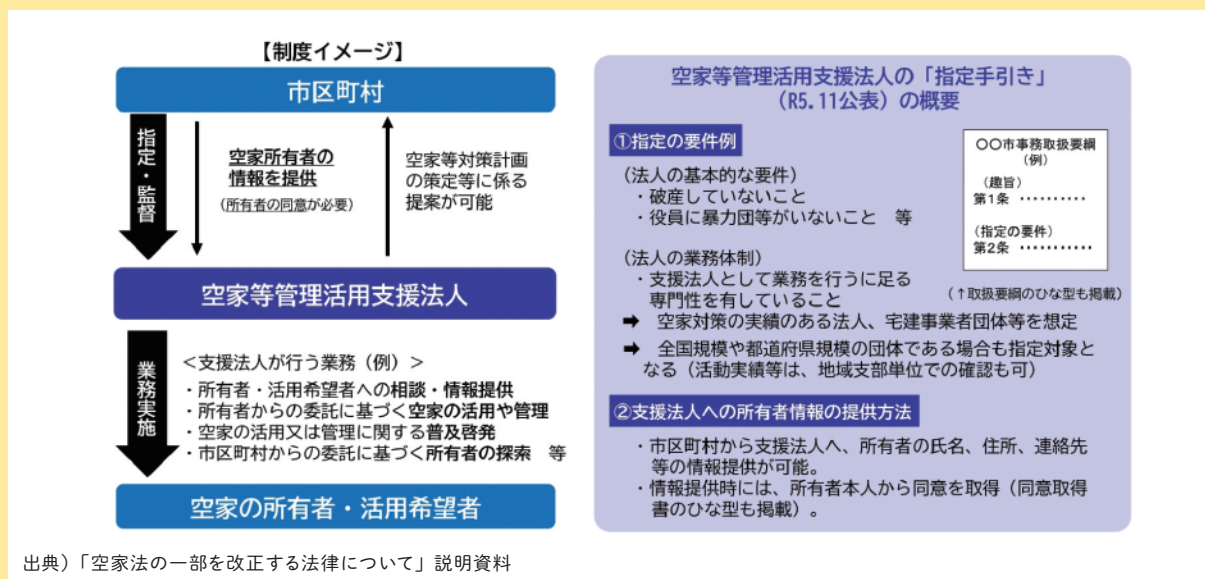 【制度イメージ】
市区町村
指定・監督
空家所有者の
情報を提供
(所有者の同意が必要)
空家等対策計画
の策定等に係る
提案が可能
空家等管理活用支援法人
業務実施
<支援法人が行う業務(例)>
・所有者・活用希望者への相談・情報提供
・所有者からの委託に基づく空家の活用や管理
・空家の活用又は管理に関する普及啓発
・市区町村からの委託に基づく所有者の探索 等
空家の所有者・活用希望者
空家等管理活用支援法人の「指定手引き」
(R5.11公表)の概要
①指定の要件例
(法人の基本的な要件)
・破産していないこと
・役員に暴力団等がいないこと 等
(法人の業務体制)
・支援法人として業務を行うに足る
専門性を有していること
➡ 空家対策の実績のある法人、宅建事業者団体等を想定
➡ 全国規模や都道府県規模の団体である場合も指定対象と
なる(活動実績等は、地域支部単位での確認も可)
〇〇市事務取扱要綱
(例)
(趣旨)
第1条 ‥‥‥‥‥
(指定の要件)
第2条 ‥‥‥‥‥‥
(↑取扱要綱のひな型も掲載)
②支援法人への所有者情報の提供方法
・市区町村から支援法人へ、所有者の氏名、住所、連絡先
等の情報提供が可能。
・情報提供時には、所有者本人から同意を取得(同意取得
書のひな型も掲載)。
出典)「空家法の一部を改正する法律について」説明資料